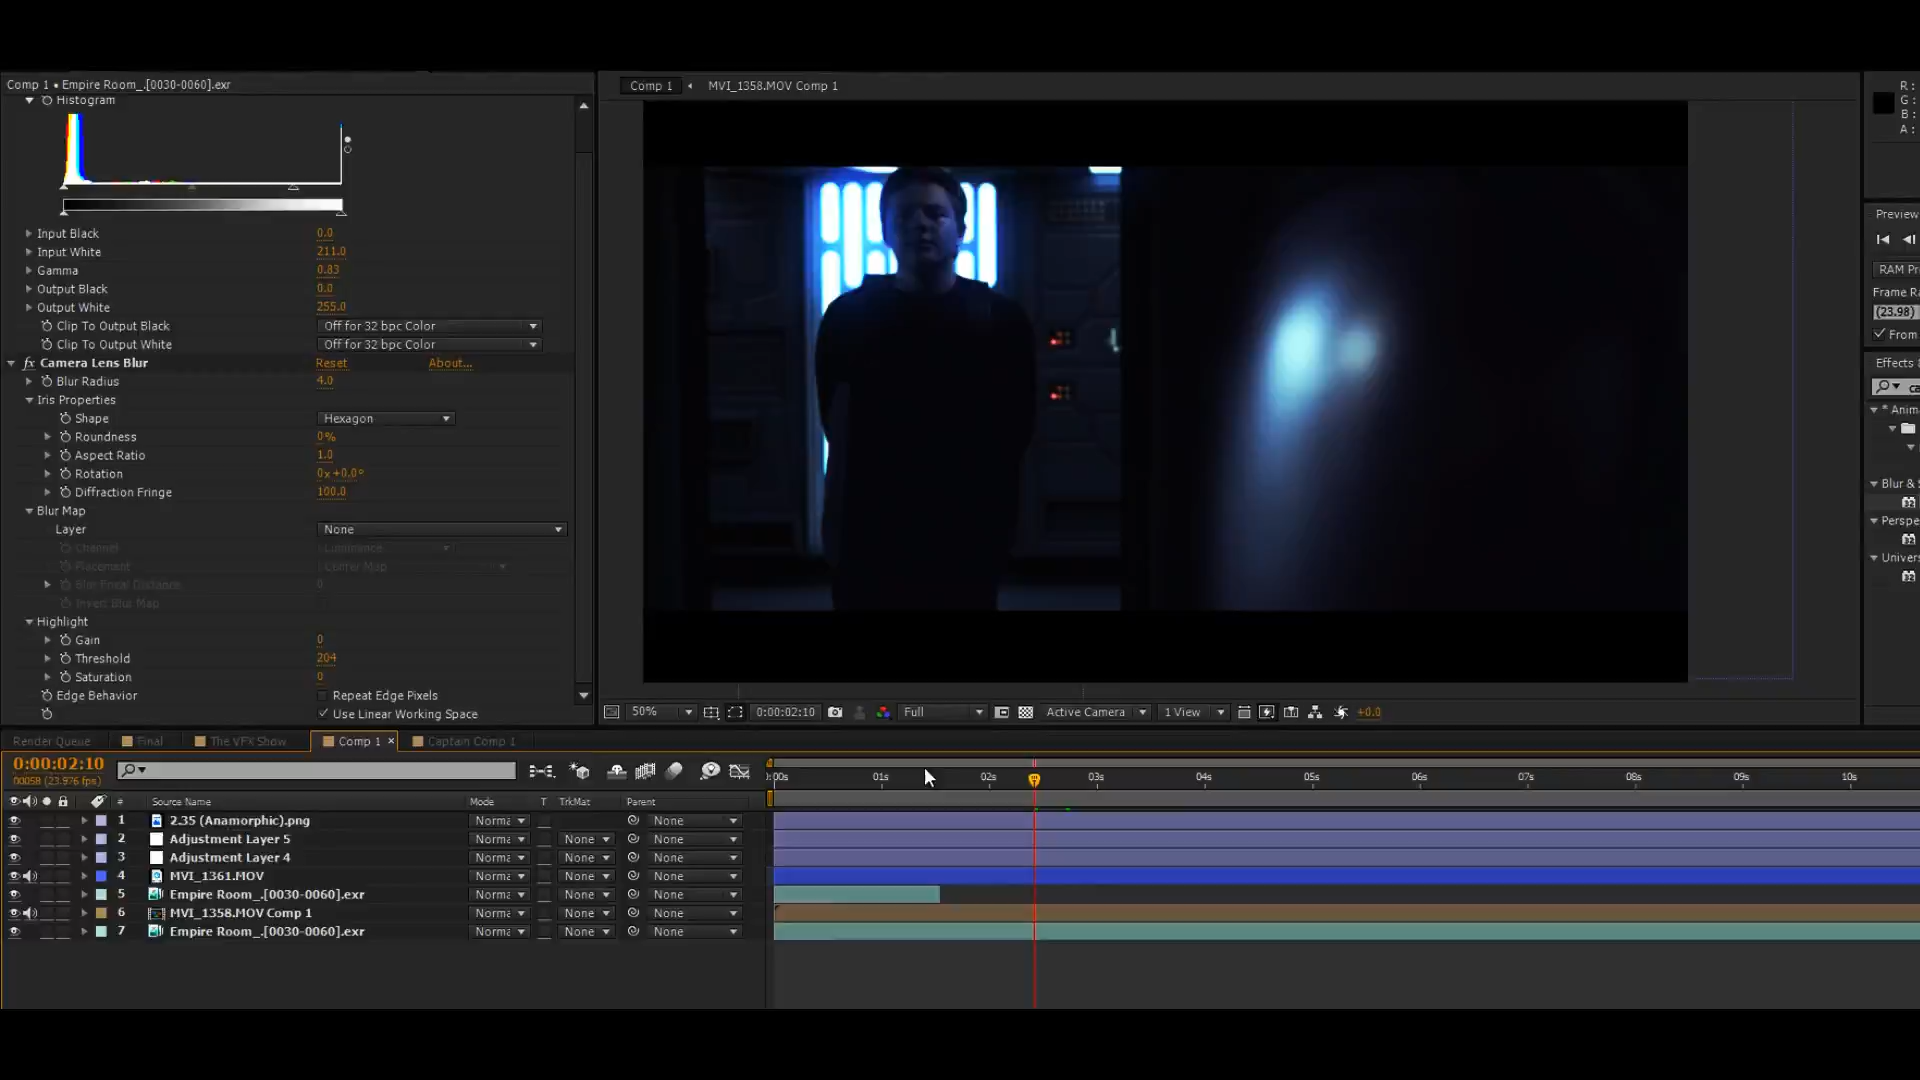 Comp 1 • Empire Room_.[0030-0060].exr
Histogram
Input Black 0.0
Input White 211.0
Gamma 0.83
Output Black 0.0
Output White 255.0
Clip To Output Black Off for 32 bpc Color
Clip To Output White Off for 32 bpc Color
fx Camera Lens Blur Reset About...
Blur Radius 4.0
Iris Properties
Shape Hexagon
Roundness 0%
Aspect Ratio 1.0
Rotation 0x+0.0°
Diffraction Fringe 100.0
Blur Map
Layer None
Channel Luminance
Placement Center Map
Blur Focal Distance 0
Invert Blur Map
Highlight
Gain 0
Threshold 204
Saturation 0
Edge Behavior Repeat Edge Pixels
Use Linear Working Space
Comp 1 MVI_1358.MOV Comp 1
50% 0:00:02:10 Full Active Camera 1 View +0.0
R :
G :
B :
A :
Preview
RAM Pr
Frame Ra
(23.98)
From
Effects &
ca
* Anim
Blur & S
Perspe
Univers
Render Queue Final The VFX Show Comp 1 × Captain Comp 1
0:00:02:10
00058 (23.976 fps)
:00s 01s 02s 03s 04s 05s 06s 07s 08s 09s 10s
# Source Name Mode T TrkMat Parent
1 2.35 (Anamorphic).png Norma None
2 Adjustment Layer 5 Norma None None
3 Adjustment Layer 4 Norma None None
4 MVI_1361.MOV Norma None None
5 Empire Room_.[0030-0060].exr Norma None None
6 MVI_1358.MOV Comp 1 Norma None None
7 Empire Room_.[0030-0060].exr Norma None None